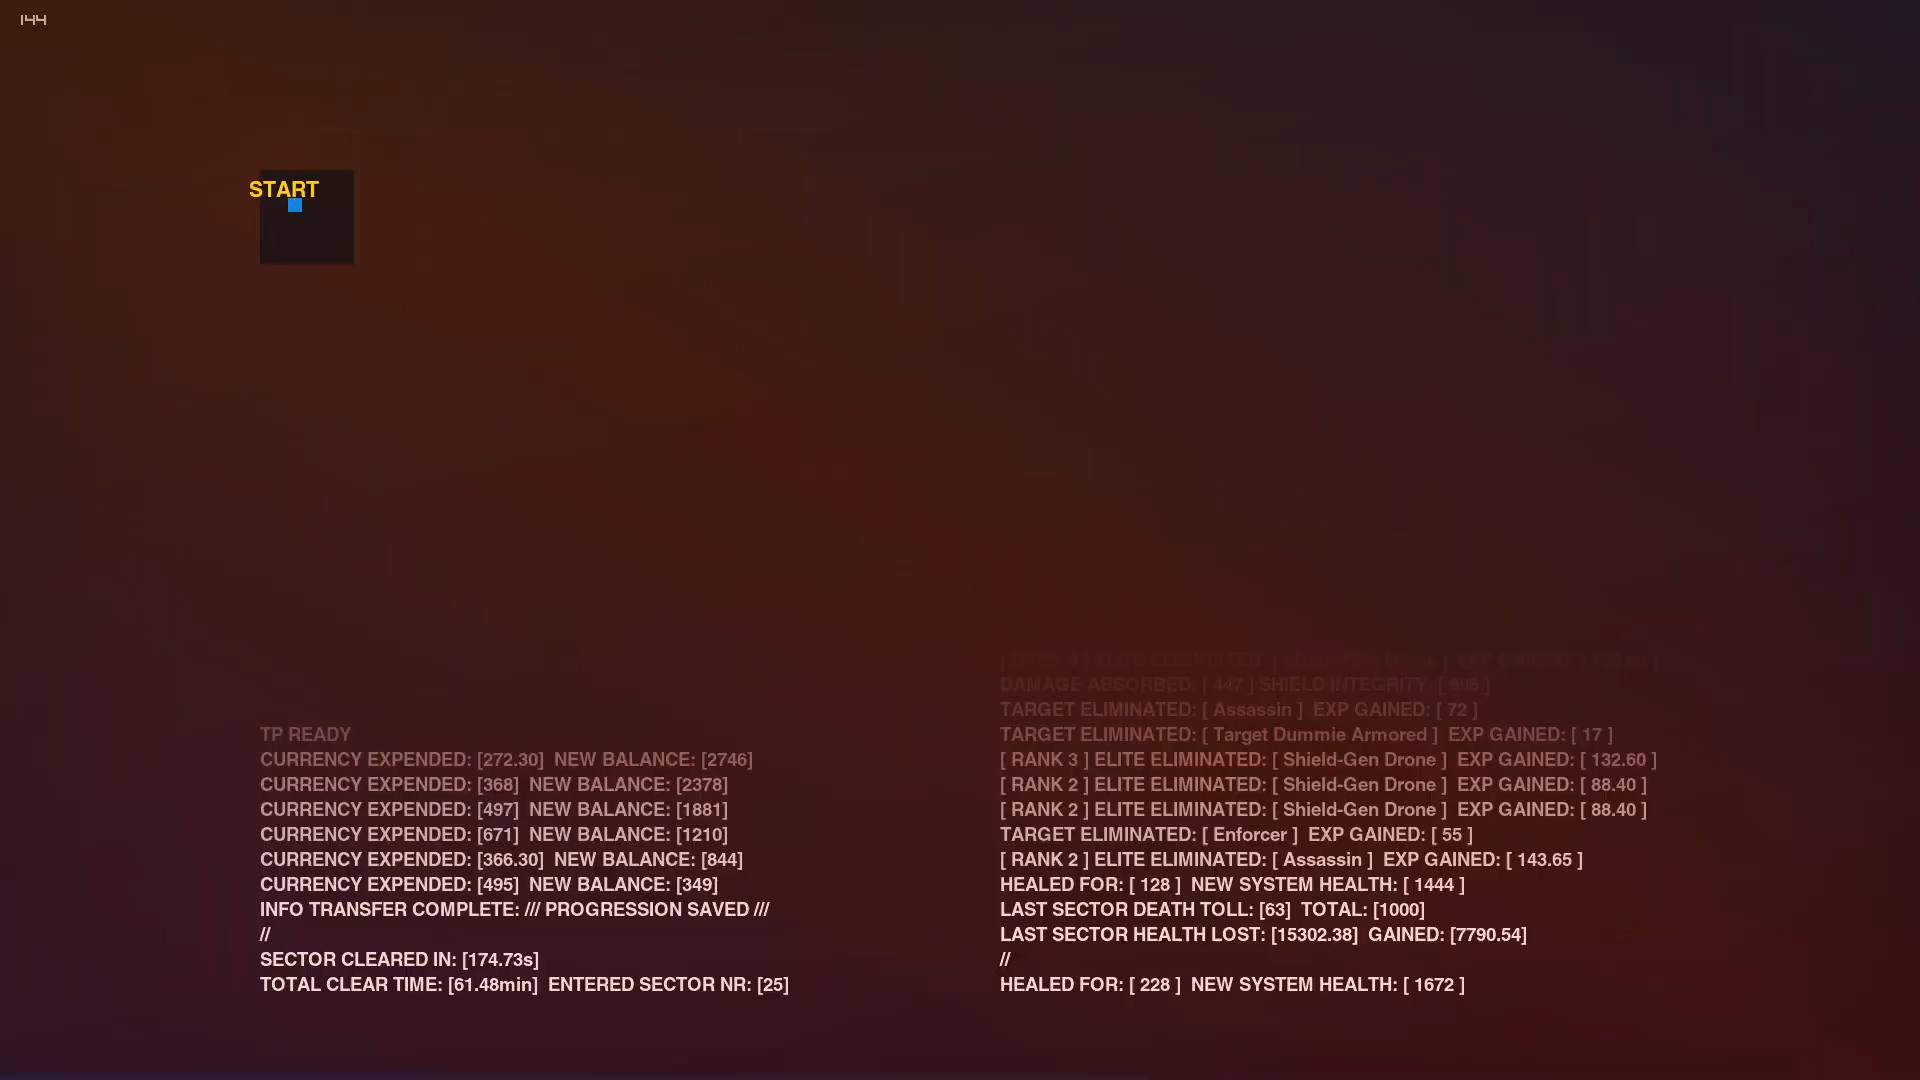 144
START
TP READY
CURRENCY EXPENDED: [272.30]  NEW BALANCE: [2746]
CURRENCY EXPENDED: [368]  NEW BALANCE: [2378]
CURRENCY EXPENDED: [497]  NEW BALANCE: [1881]
CURRENCY EXPENDED: [671]  NEW BALANCE: [1210]
CURRENCY EXPENDED: [366.30]  NEW BALANCE: [844]
CURRENCY EXPENDED: [495]  NEW BALANCE: [349]
INFO TRANSFER COMPLETE: /// PROGRESSION SAVED ///
//
SECTOR CLEARED IN: [174.73s]
TOTAL CLEAR TIME: [61.48min]  ENTERED SECTOR NR: [25]
ELITE ELIMINATED: [ Shield-Gen Drone ]  EXP GAINED: [
DAMAGE ABSORBED: [ 447 ] SHIELD INTEGRITY: [
TARGET ELIMINATED: [ Assassin ]  EXP GAINED: [ 72 ]
TARGET ELIMINATED: [ Target Dummie Armored ]  EXP GAINED: [ 17 ]
[ RANK 3 ] ELITE ELIMINATED: [ Shield-Gen Drone ]  EXP GAINED: [ 132.60 ]
[ RANK 2 ] ELITE ELIMINATED: [ Shield-Gen Drone ]  EXP GAINED: [ 88.40 ]
[ RANK 2 ] ELITE ELIMINATED: [ Shield-Gen Drone ]  EXP GAINED: [ 88.40 ]
TARGET ELIMINATED: [ Enforcer ]  EXP GAINED: [ 55 ]
[ RANK 2 ] ELITE ELIMINATED: [ Assassin ]  EXP GAINED: [ 143.65 ]
HEALED FOR: [ 128 ]  NEW SYSTEM HEALTH: [ 1444 ]
LAST SECTOR DEATH TOLL: [63]  TOTAL: [1000]
LAST SECTOR HEALTH LOST: [15302.38]  GAINED: [7790.54]
//
HEALED FOR: [ 228 ]  NEW SYSTEM HEALTH: [ 1672 ]